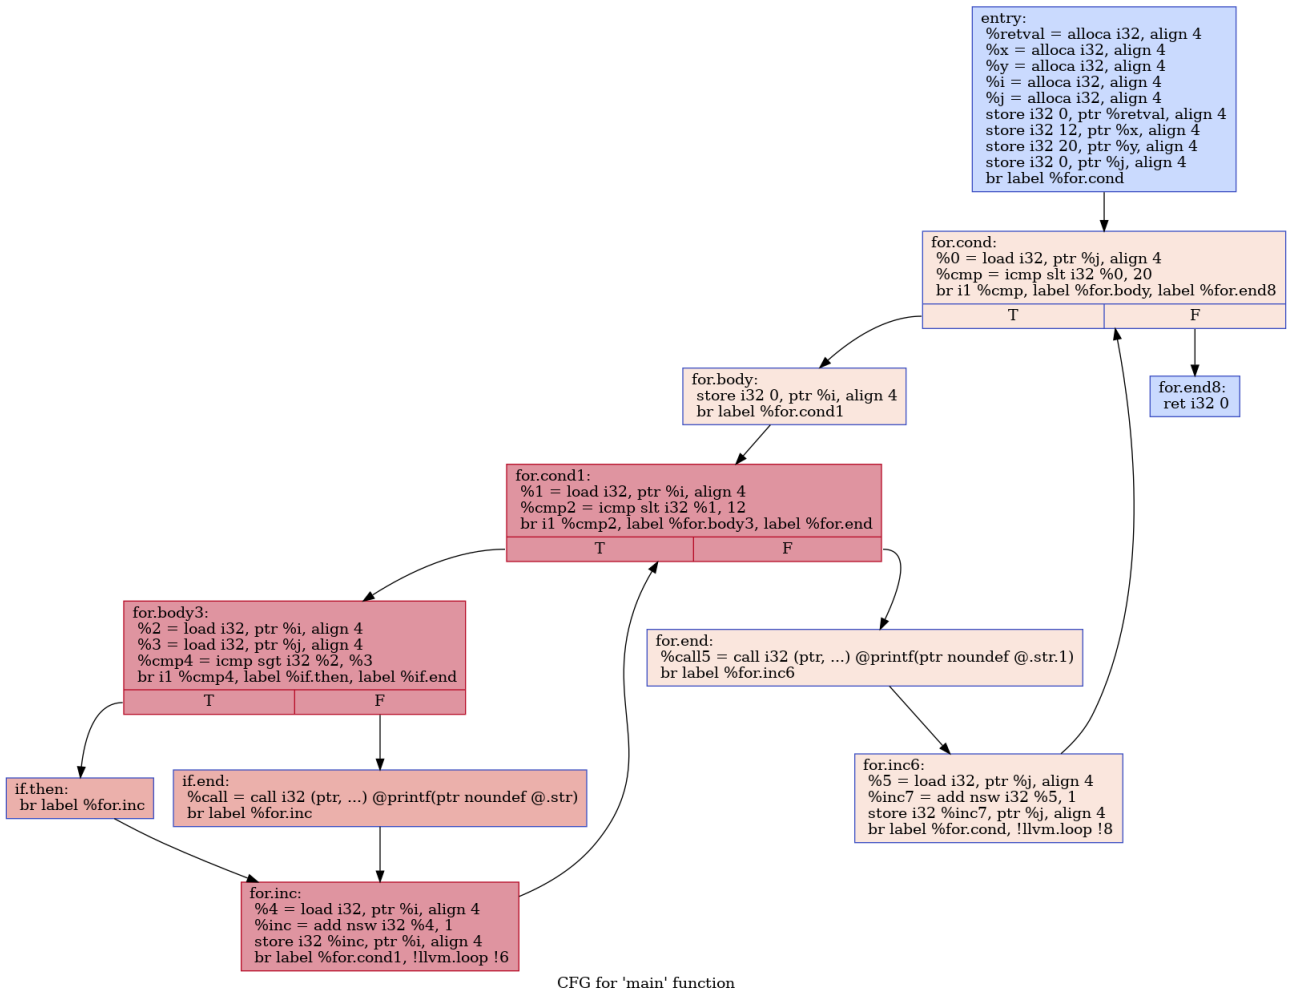 entry:
%retval = alloca i32, align 4
%x = alloca i32, align 4
%y = alloca i32, align 4
%i = alloca i32, align 4
%j = alloca i32, align 4
store i32 0, ptr %retval, align 4
store i32 12, ptr %x, align 4
store i32 20, ptr %y, align 4
store i32 0, ptr %j, align 4
br label %for.cond
for.cond:
%0 = load i32, ptr %j, align 4
%cmp = icmp slt i32 %0, 20
br i1 %cmp, label %for.body, label %for.end8
T
F
for.body:
store i32 0, ptr %i, align 4
br label %for.cond1
for.end8:
ret i32 0
for.cond1:
%1 = load i32, ptr %i, align 4
%cmp2 = icmp slt i32 %1, 12
br i1 %cmp2, label %for.body3, label %for.end
T
F
for.body3:
%2 = load i32, ptr %i, align 4
%3 = load i32, ptr %j, align 4
%cmp4 = icmp sgt i32 %2, %3
br i1 %cmp4, label %if.then, label %if.end
T
F
for.end:
%call5 = call i32 (ptr, ...) @printf(ptr noundef @.str.1)
br label %for.inc6
if.then:
br label %for.inc
if.end:
%call = call i32 (ptr, ...) @printf(ptr noundef @.str)
br label %for.inc
for.inc6:
%5 = load i32, ptr %j, align 4
%inc7 = add nsw i32 %5, 1
store i32 %inc7, ptr %j, align 4
br label %for.cond, !llvm.loop !8
for.inc:
%4 = load i32, ptr %i, align 4
%inc = add nsw i32 %4, 1
store i32 %inc, ptr %i, align 4
br label %for.cond1, !llvm.loop !6
CFG for 'main' function